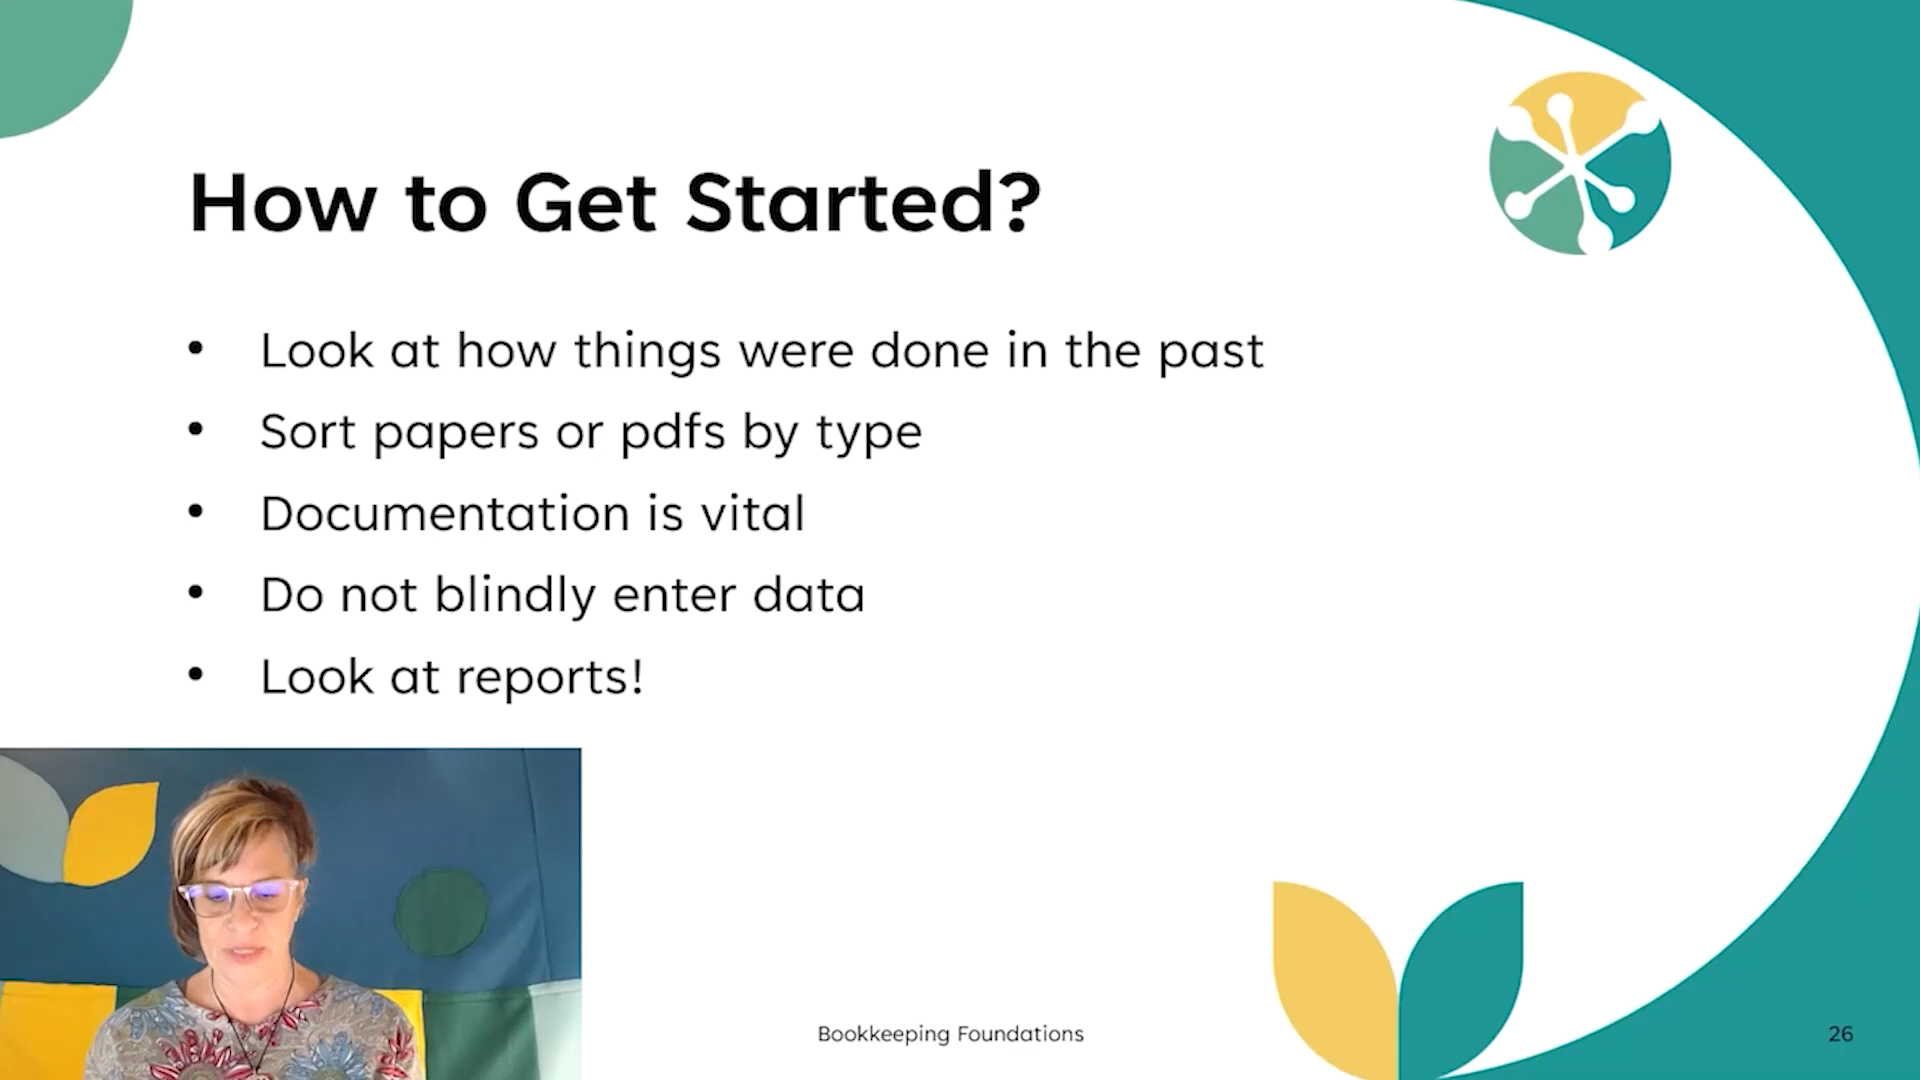 How to Get Started?
• Look at how things were done in the past
• Sort papers or pdfs by type
• Documentation is vital
• Do not blindly enter data
• Look at reports!
Bookkeeping Foundations
26